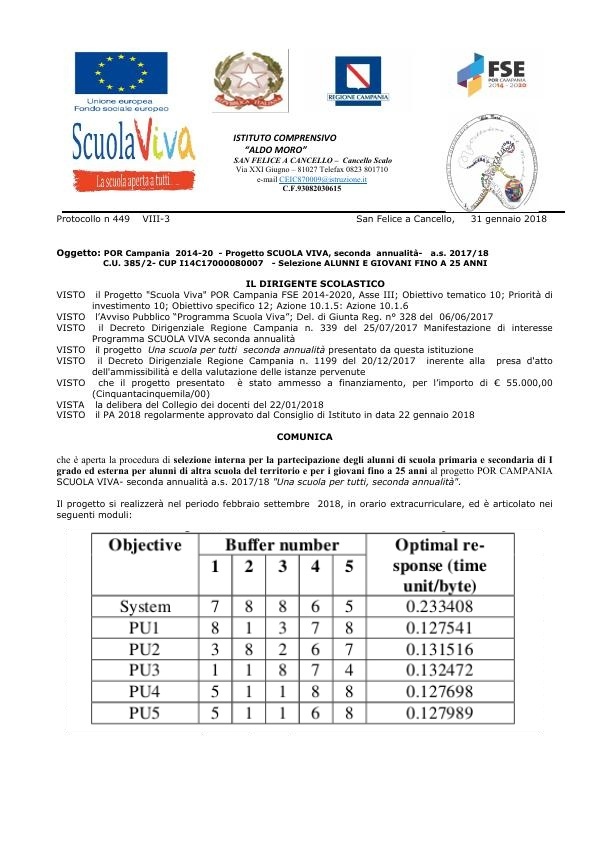 Unione europea
Fondo sociale europeo
REPVBBLICA ITALIANA
REGIONE CAMPANIA
FSE
POR CAMPANIA
2014 - 2020
ScuolaViva
La scuola aperta a tutti
ISTITUTO COMPRENSIVO
“ALDO MORO”
SAN FELICE A CANCELLO – Cancello Scalo
Via XXI Giugno – 81027 Telefax 0823 801710
e-mail CEIC870009@istruzione.it
C.F.93082030615
Protocollo n 449 VIII-3 San Felice a Cancello, 31 gennaio 2018
Oggetto: POR Campania 2014-20 - Progetto SCUOLA VIVA, seconda annualità- a.s. 2017/18
C.U. 385/2- CUP I14C17000080007 - Selezione ALUNNI E GIOVANI FINO A 25 ANNI
IL DIRIGENTE SCOLASTICO
VISTO il Progetto "Scuola Viva" POR Campania FSE 2014-2020, Asse III; Obiettivo tematico 10; Priorità di
investimento 10; Obiettivo specifico 12; Azione 10.1.5: Azione 10.1.6
VISTO l’Avviso Pubblico “Programma Scuola Viva”; Del. di Giunta Reg. n° 328 del 06/06/2017
VISTO il Decreto Dirigenziale Regione Campania n. 339 del 25/07/2017 Manifestazione di interesse
Programma SCUOLA VIVA seconda annualità
VISTO il progetto Una scuola per tutti seconda annualità presentato da questa istituzione
VISTO il Decreto Dirigenziale Regione Campania n. 1199 del 20/12/2017 inerente alla presa d'atto
dell'ammissibilità e della valutazione delle istanze pervenute
VISTO che il progetto presentato è stato ammesso a finanziamento, per l’importo di € 55.000,00
(Cinquantacinquemila/00)
VISTA la delibera del Collegio dei docenti del 22/01/2018
VISTO il PA 2018 regolarmente approvato dal Consiglio di Istituto in data 22 gennaio 2018
COMUNICA
che è aperta la procedura di selezione interna per la partecipazione degli alunni di scuola primaria e secondaria di I
grado ed esterna per alunni di altra scuola del territorio e per i giovani fino a 25 anni al progetto POR CAMPANIA
SCUOLA VIVA- seconda annualità a.s. 2017/18 "Una scuola per tutti, seconda annualità".
Il progetto si realizzerà nel periodo febbraio settembre 2018, in orario extracurriculare, ed è articolato nei
seguenti moduli:
Objective Buffer number Optimal re-
1 2 3 4 5 sponse (time
unit/byte)
System 7 8 8 6 5 0.233408
PU1 8 1 3 7 8 0.127541
PU2 3 8 2 6 7 0.131516
PU3 1 1 8 7 4 0.132472
PU4 5 1 1 8 8 0.127698
PU5 5 1 1 6 8 0.127989